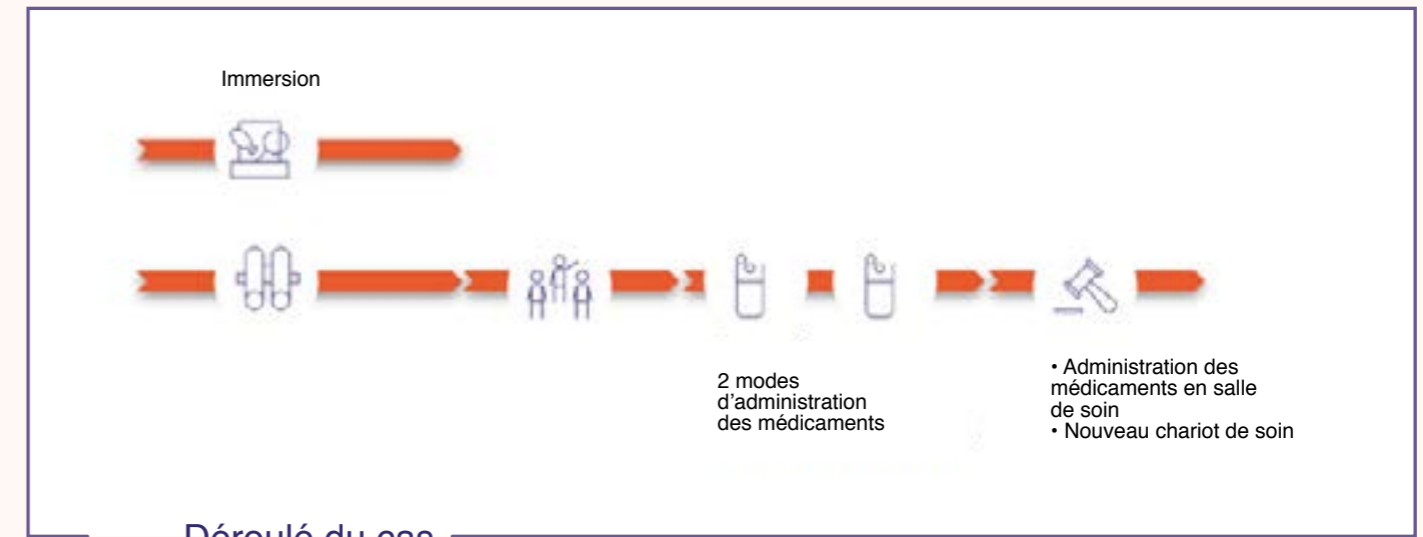 Immersion
2 modes
d'administration
des médicaments
• Administration des
médicaments en salle
de soin
• Nouveau chariot de soin
Déroulé du cas